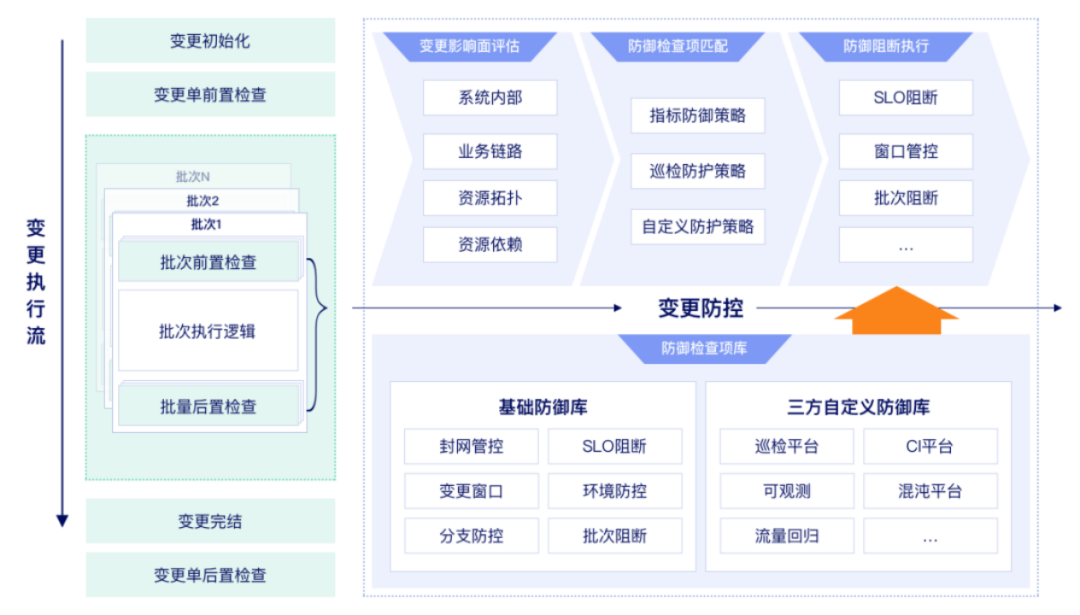 变更执行流
变更初始化
变更单前置检查
批次N
批次2
批次1
批次前置检查
批次执行逻辑
批量后置检查
变更完结
变更单后置检查
变更影响面评估
系统内部
业务链路
资源拓扑
资源依赖
防御检查项匹配
指标防御策略
巡检防护策略
自定义防护策略
防御阻断执行
SLO阻断
窗口管控
批次阻断
...
变更防控
防御检查项库
基础防御库
封网管控
SLO阻断
变更窗口
环境防控
分支防控
批次阻断
三方自定义防御库
巡检平台
CI平台
可观测
混沌平台
流量回归
...